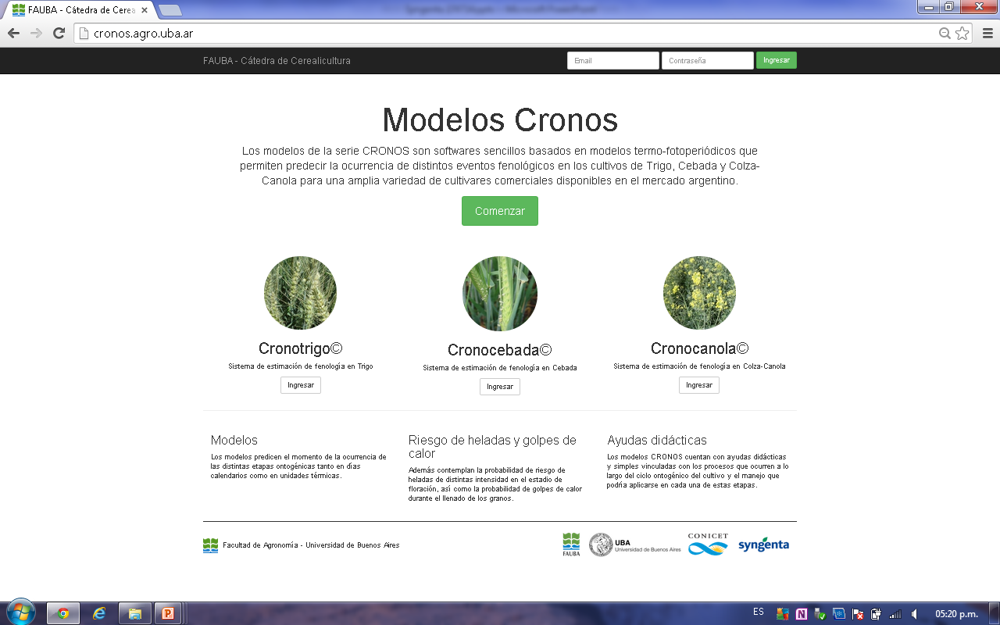 FAUBA - Cátedra de Cerea
cronos.agro.uba.ar
FAUBA - Cátedra de Cerealicultura
Email
Contraseña
Ingresar
Modelos Cronos
Los modelos de la serie CRONOS son softwares sencillos basados en modelos termo-fotoperiódicos que
permiten predecir la ocurrencia de distintos eventos fenológicos en los cultivos de Trigo, Cebada y Colza-
Canola para una amplia variedad de cultivares comerciales disponibles en el mercado argentino.
Comenzar
Cronotrigo©
Sistema de estimación de fenología en Trigo
Ingresar
Cronocebada©
Sistema de estimación de fenología en Cebada
Ingresar
Cronocanola©
Sistema de estimación de fenología en Colza-Canola
Ingresar
Modelos
Los modelos predicen el momento de la ocurrencia de
las distintas etapas ontogénicas tanto en días
calendarios como en unidades térmicas.
Riesgo de heladas y golpes de
calor
Además contemplan la probabilidad de riesgo de
heladas de distintas intensidad en el estadio de
floración, así como la probabilidad de golpes de calor
durante el llenado de los granos.
Ayudas didácticas
Los modelos CRONOS cuentan con ayudas didácticas
y simples vinculadas con los procesos que ocurren a lo
largo del ciclo ontogénico del cultivo y el manejo que
podría aplicarse en cada una de estas etapas.
Facultad de Agronomía - Universidad de Buenos Aires
FAUBA
UBA
Universidad de Buenos Aires
CONICET
syngenta
ES
05:20 p.m.